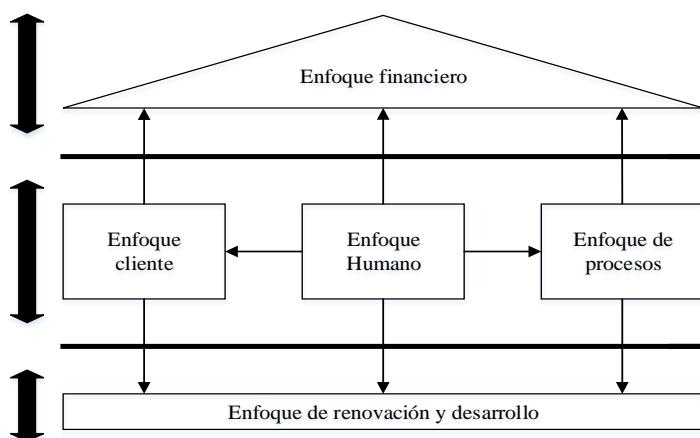 Enfoque financiero
Enfoque
cliente
Enfoque
Humano
Enfoque de
procesos
Enfoque de renovación y desarrollo